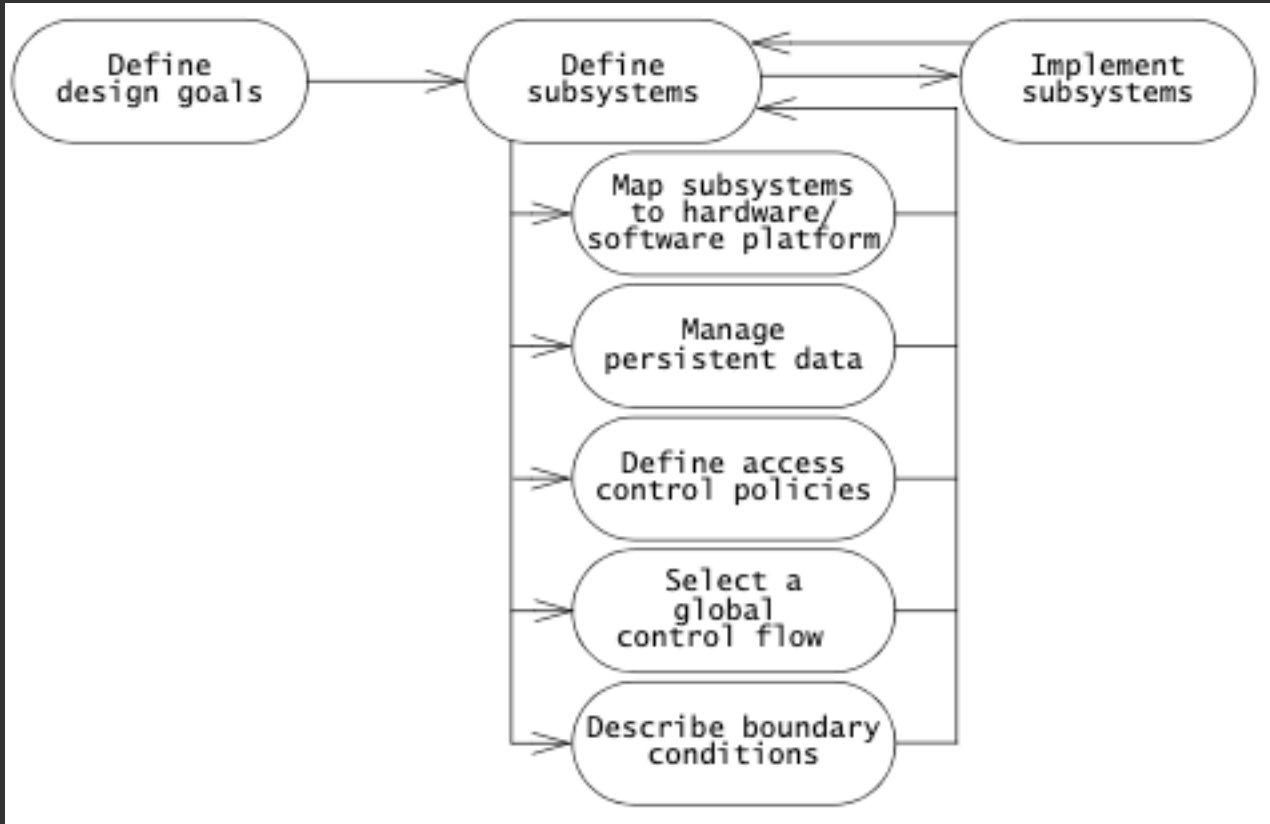 Define
design goals
Define
subsystems
Implement
subsystems
Map subsystems
to hardware/
software platform
Manage
persistent data
Define access
control policies
Select a
global
control flow
Describe boundary
conditions